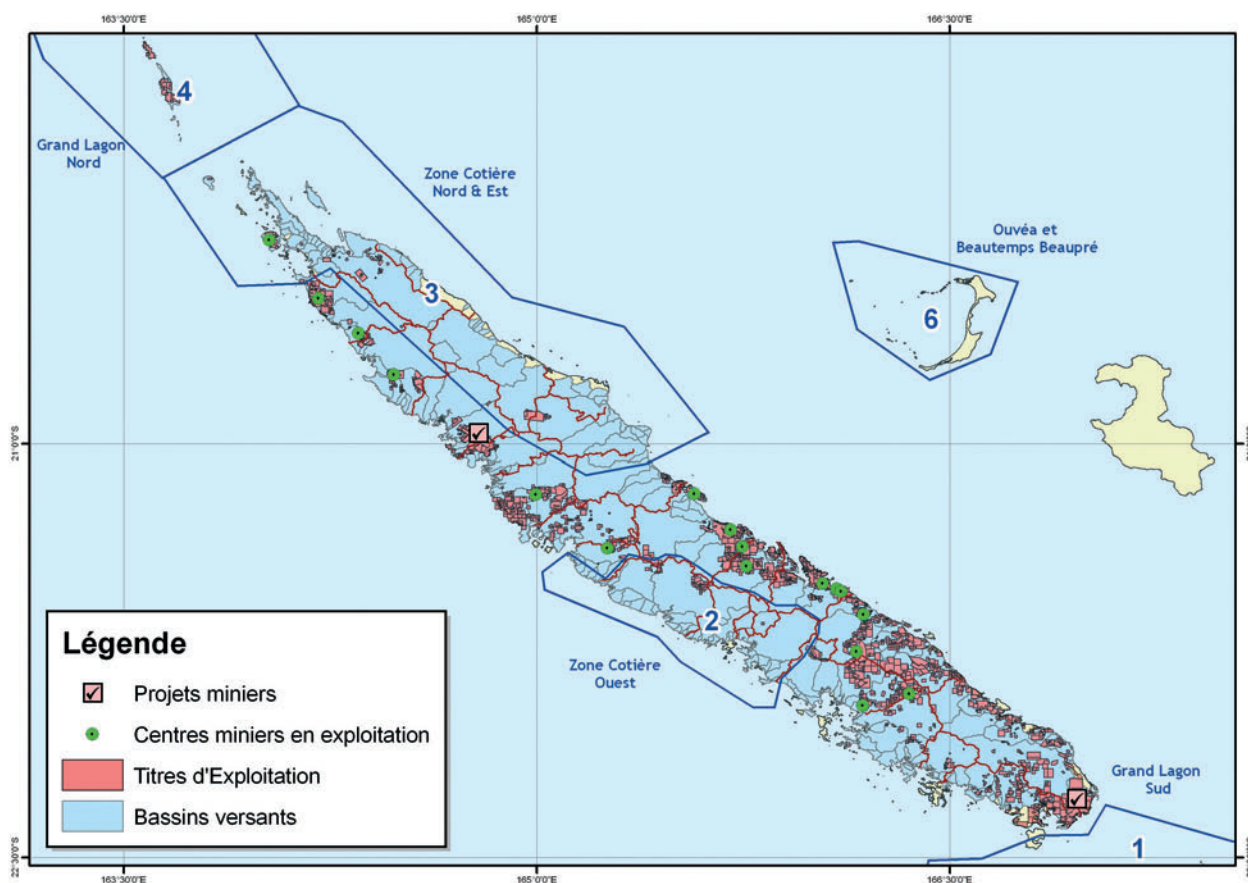 163°30'0"E
165°0'0"E
166°30'0"E
4
Grand Lagon
Nord
Zone Cotière
Nord & Est
Ouvéa et
Beautemps Beaupré
3
6
21°0'0"S
2
Zone Cotière
Ouest
Légende
Projets miniers
Centres miniers en exploitation
Titres d'Exploitation
Bassins versants
Grand Lagon
Sud
1
22°30'0"S
163°30'0"E
165°0'0"E
166°30'0"E